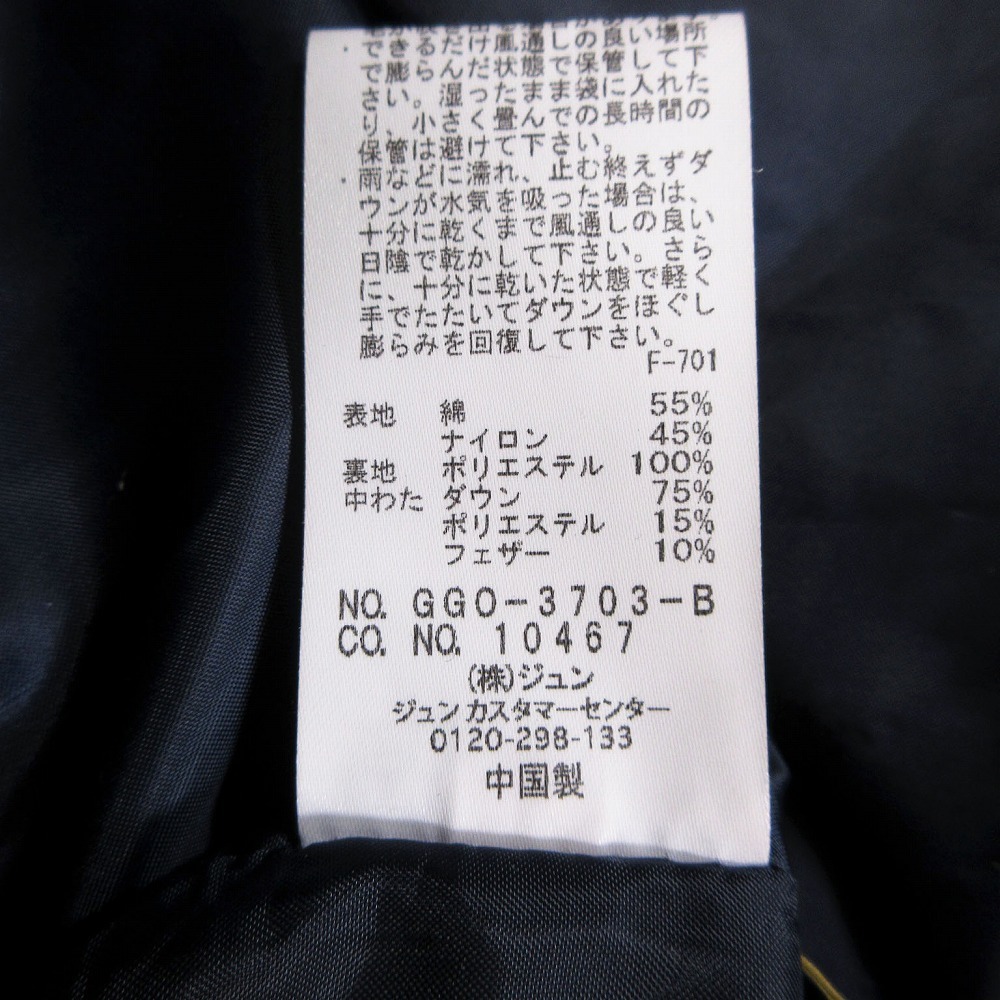 ・できるだけ風通しの良い場所
で膨らんだ状態で保管して下
さい。湿ったままで袋に入れた
り、小さく畳んでの長時間の
保管は避けて下さい。
・雨などに濡れ、止む終えずダ
ウンが水気を吸った場合は、
十分に乾くまで風通しの良い
日陰で乾かして下さい。さら
に、十分に乾いた状態で軽く
手でたたいてダウンをほぐし
膨らみを回復して下さい。
F-701
表地 綿 55%
ナイロン 45%
裏地 ポリエステル 100%
中わた ダウン 75%
ポリエステル 15%
フェザー 10%
NO. GGO-3703-B
CO. NO. 10467
(株)ジュン
ジュンカスタマーセンター
0120-298-133
中国製